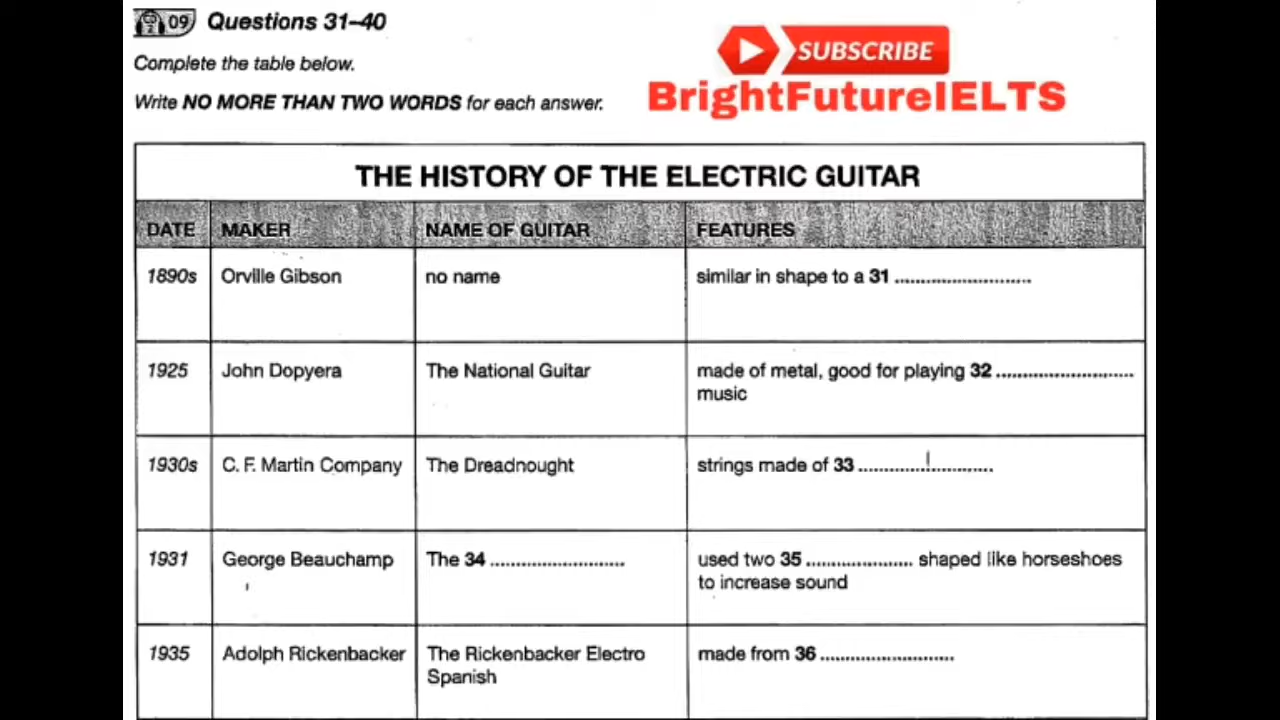 CD 2 09 Questions 31–40
SUBSCRIBE
Complete the table below.
BrightFutureIELTS
Write NO MORE THAN TWO WORDS for each answer.
THE HISTORY OF THE ELECTRIC GUITAR
DATE MAKER NAME OF GUITAR FEATURES
1890s Orville Gibson no name similar in shape to a 31 ..........................
1925 John Dopyera The National Guitar made of metal, good for playing 32 ..........................
music
1930s C. F. Martin Company The Dreadnought strings made of 33 ..........................
1931 George Beauchamp The 34 .......................... used two 35 .................... shaped like horseshoes
to increase sound
1935 Adolph Rickenbacker The Rickenbacker Electro made from 36 ..........................
Spanish